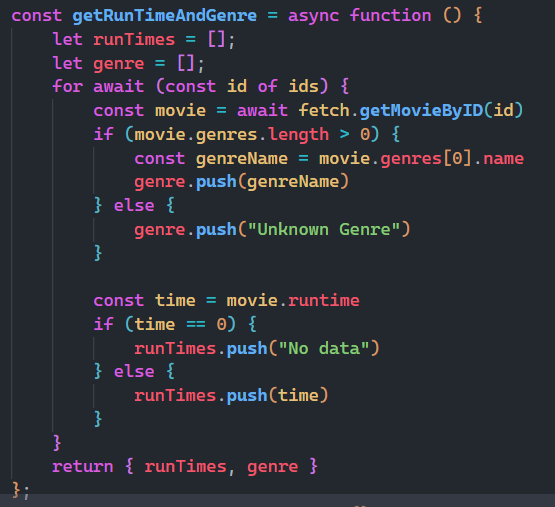 const getRunTimeAndGenre = async function () {
    let runTimes = [];
    let genre = [];
    for await (const id of ids) {
        const movie = await fetch.getMovieByID(id)
        if (movie.genres.length > 0) {
            const genreName = movie.genres[0].name
            genre.push(genreName)
        } else {
            genre.push("Unknown Genre")
        }

        const time = movie.runtime
        if (time == 0) {
            runTimes.push("No data")
        } else {
            runTimes.push(time)
        }
    }
    return { runTimes, genre }
};